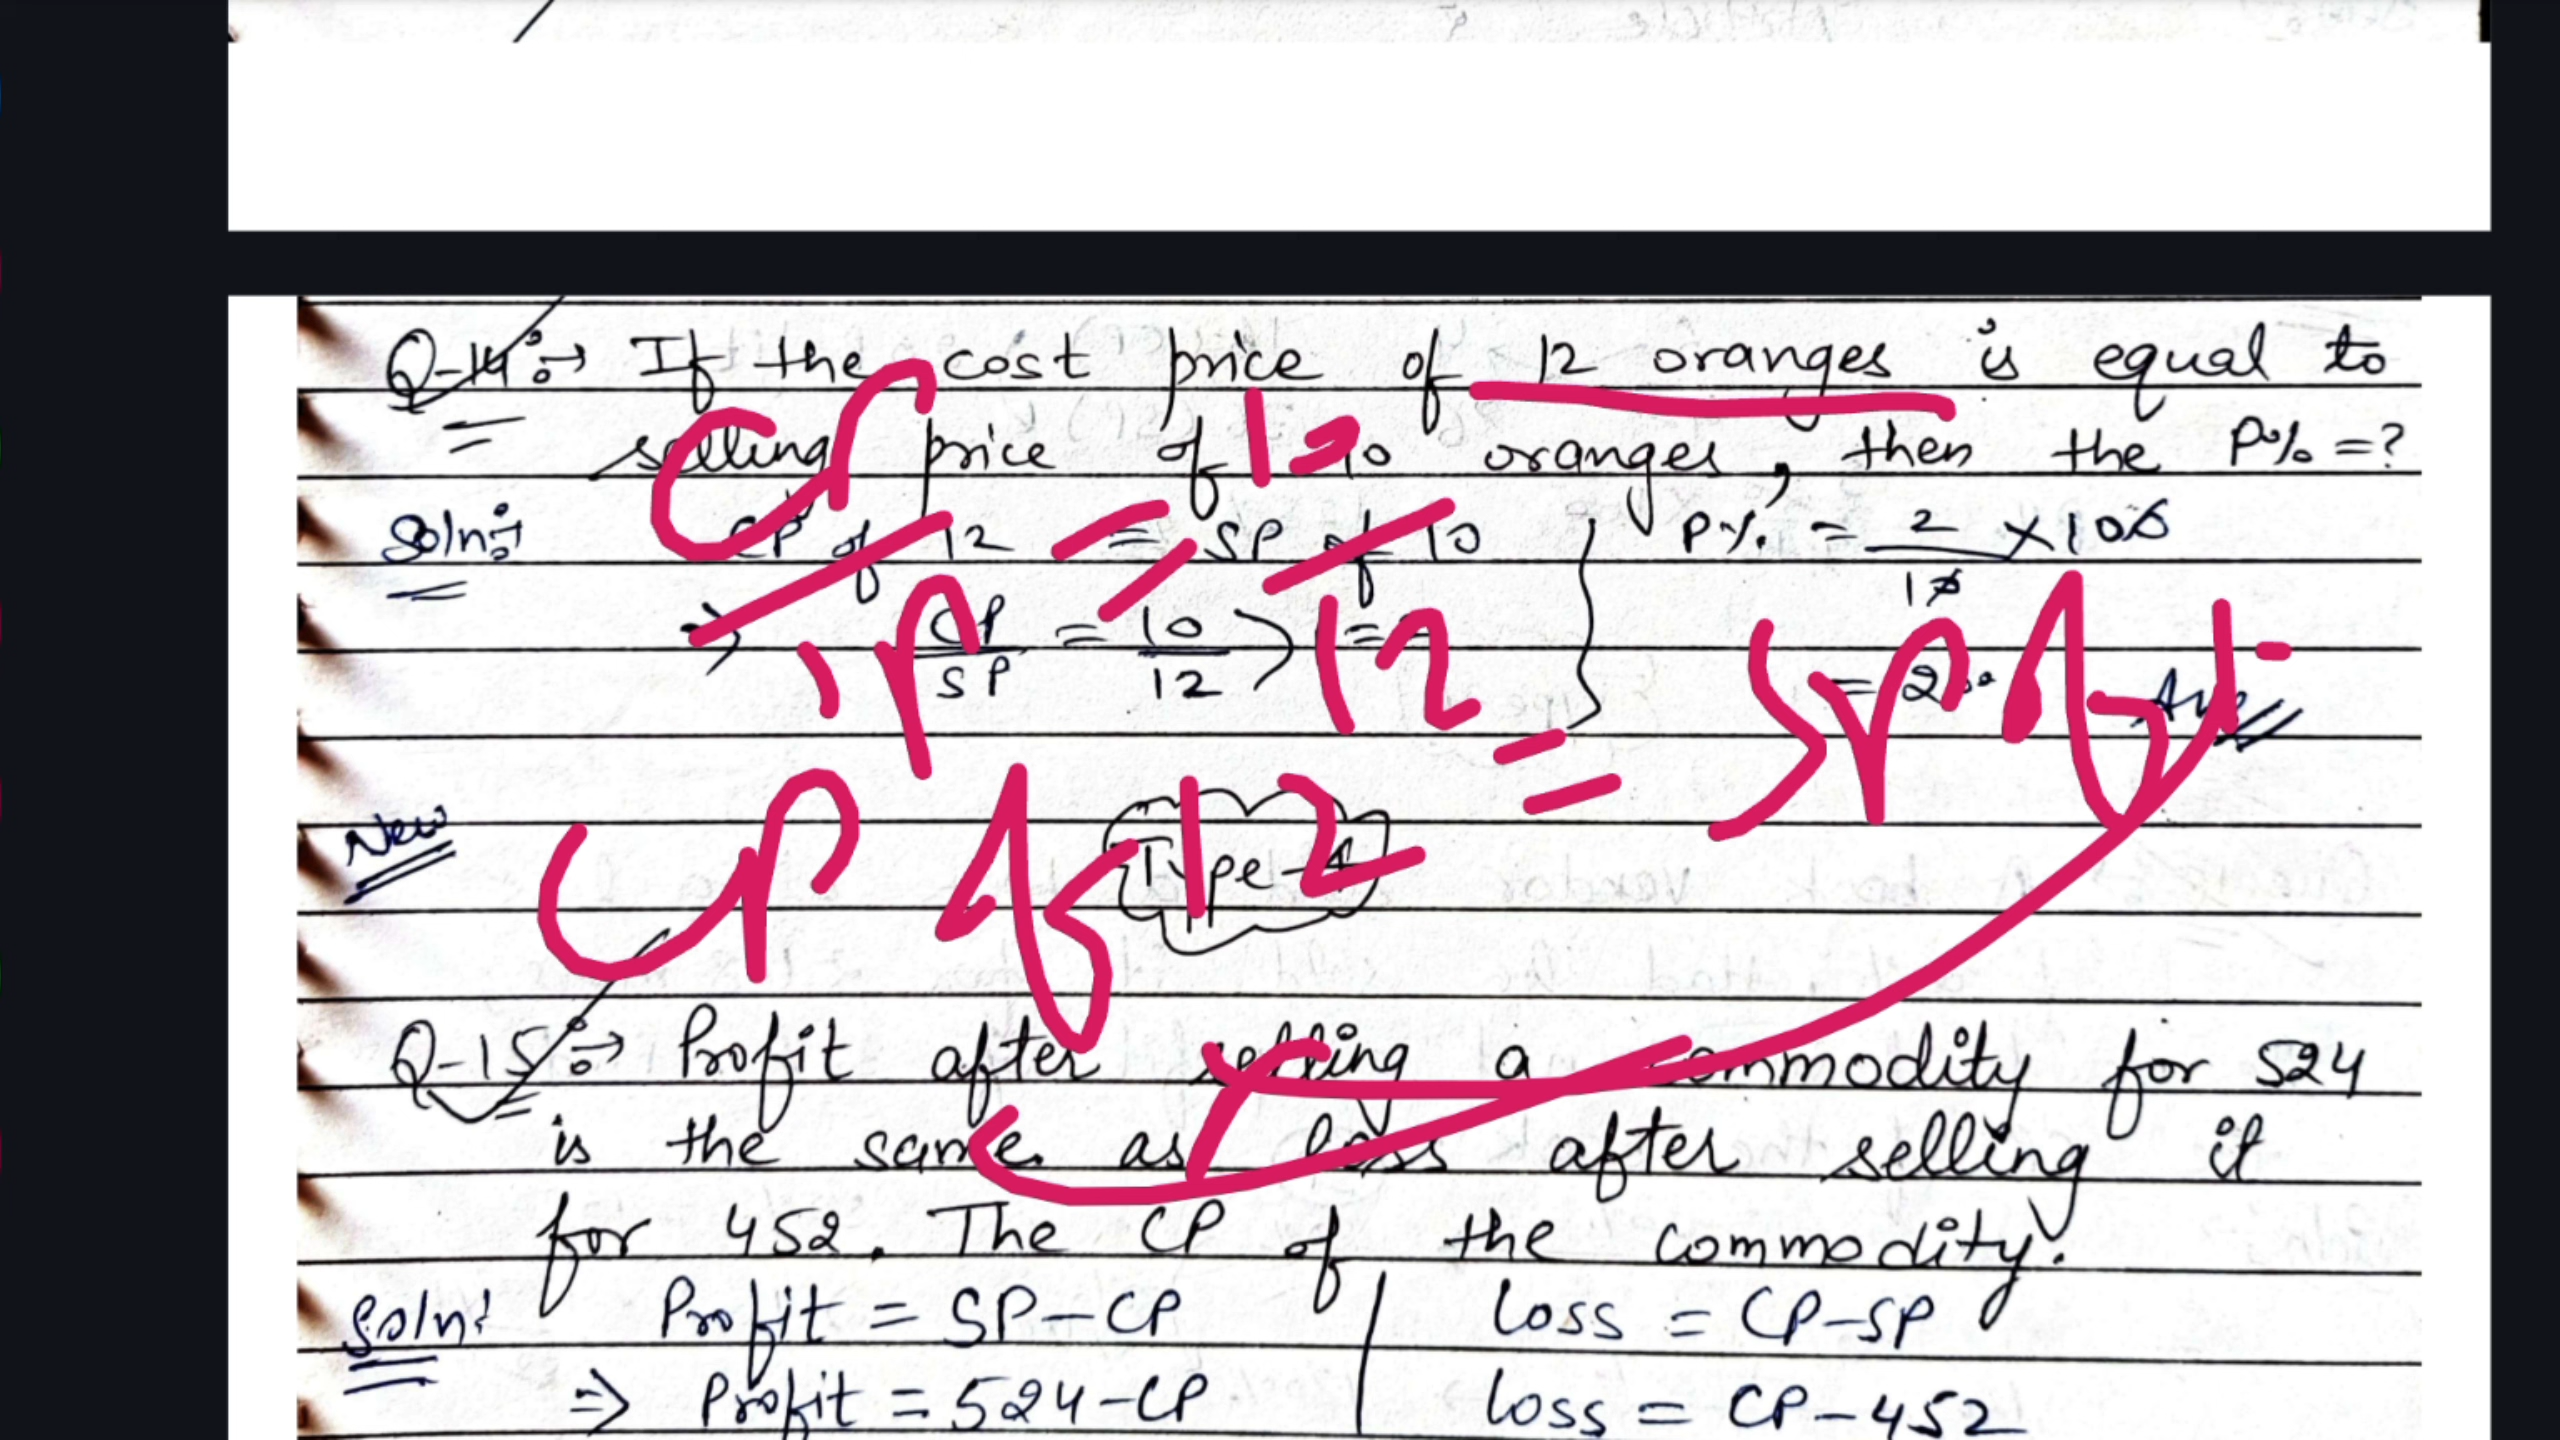 Q-14:→ If the cost price of 12 oranges is equal to
selling price of 10 oranges, then the P% =?
Soln:→ CP of 12 = SP of 10
P% = 2/10 × 100
⇒ CP/SP = 10/12
= 20% Ans
CP/SP = 10/12
CP of 12 = SP of
New
Type-4
Q-15:→ Profit after selling a commodity for 524
is the same as loss after selling it
for 452. The CP of the commodity.
Soln: Profit = SP-CP | loss = CP-SP
⇒ Profit = 524-CP | loss = CP-452